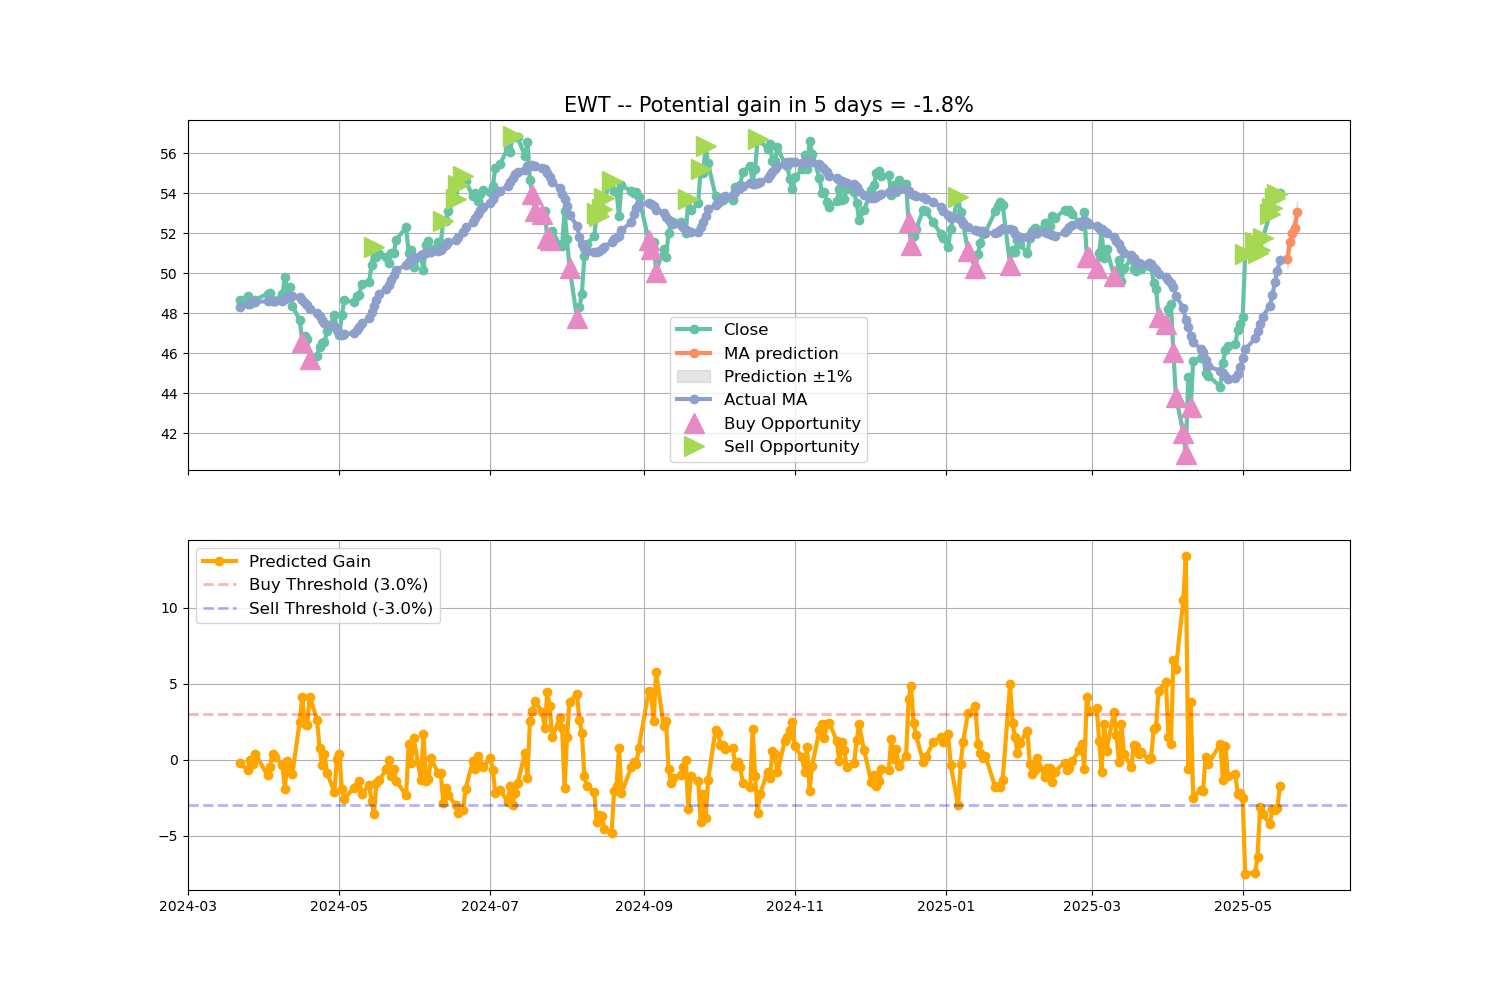 EWT -- Potential gain in 5 days = -1.8%
56
54
52
50
48
46
44
42
Close
MA prediction
Prediction ±1%
Actual MA
Buy Opportunity
Sell Opportunity
Predicted Gain
Buy Threshold (3.0%)
Sell Threshold (-3.0%)
10
5
0
−5
2024-03
2024-05
2024-07
2024-09
2024-11
2025-01
2025-03
2025-05